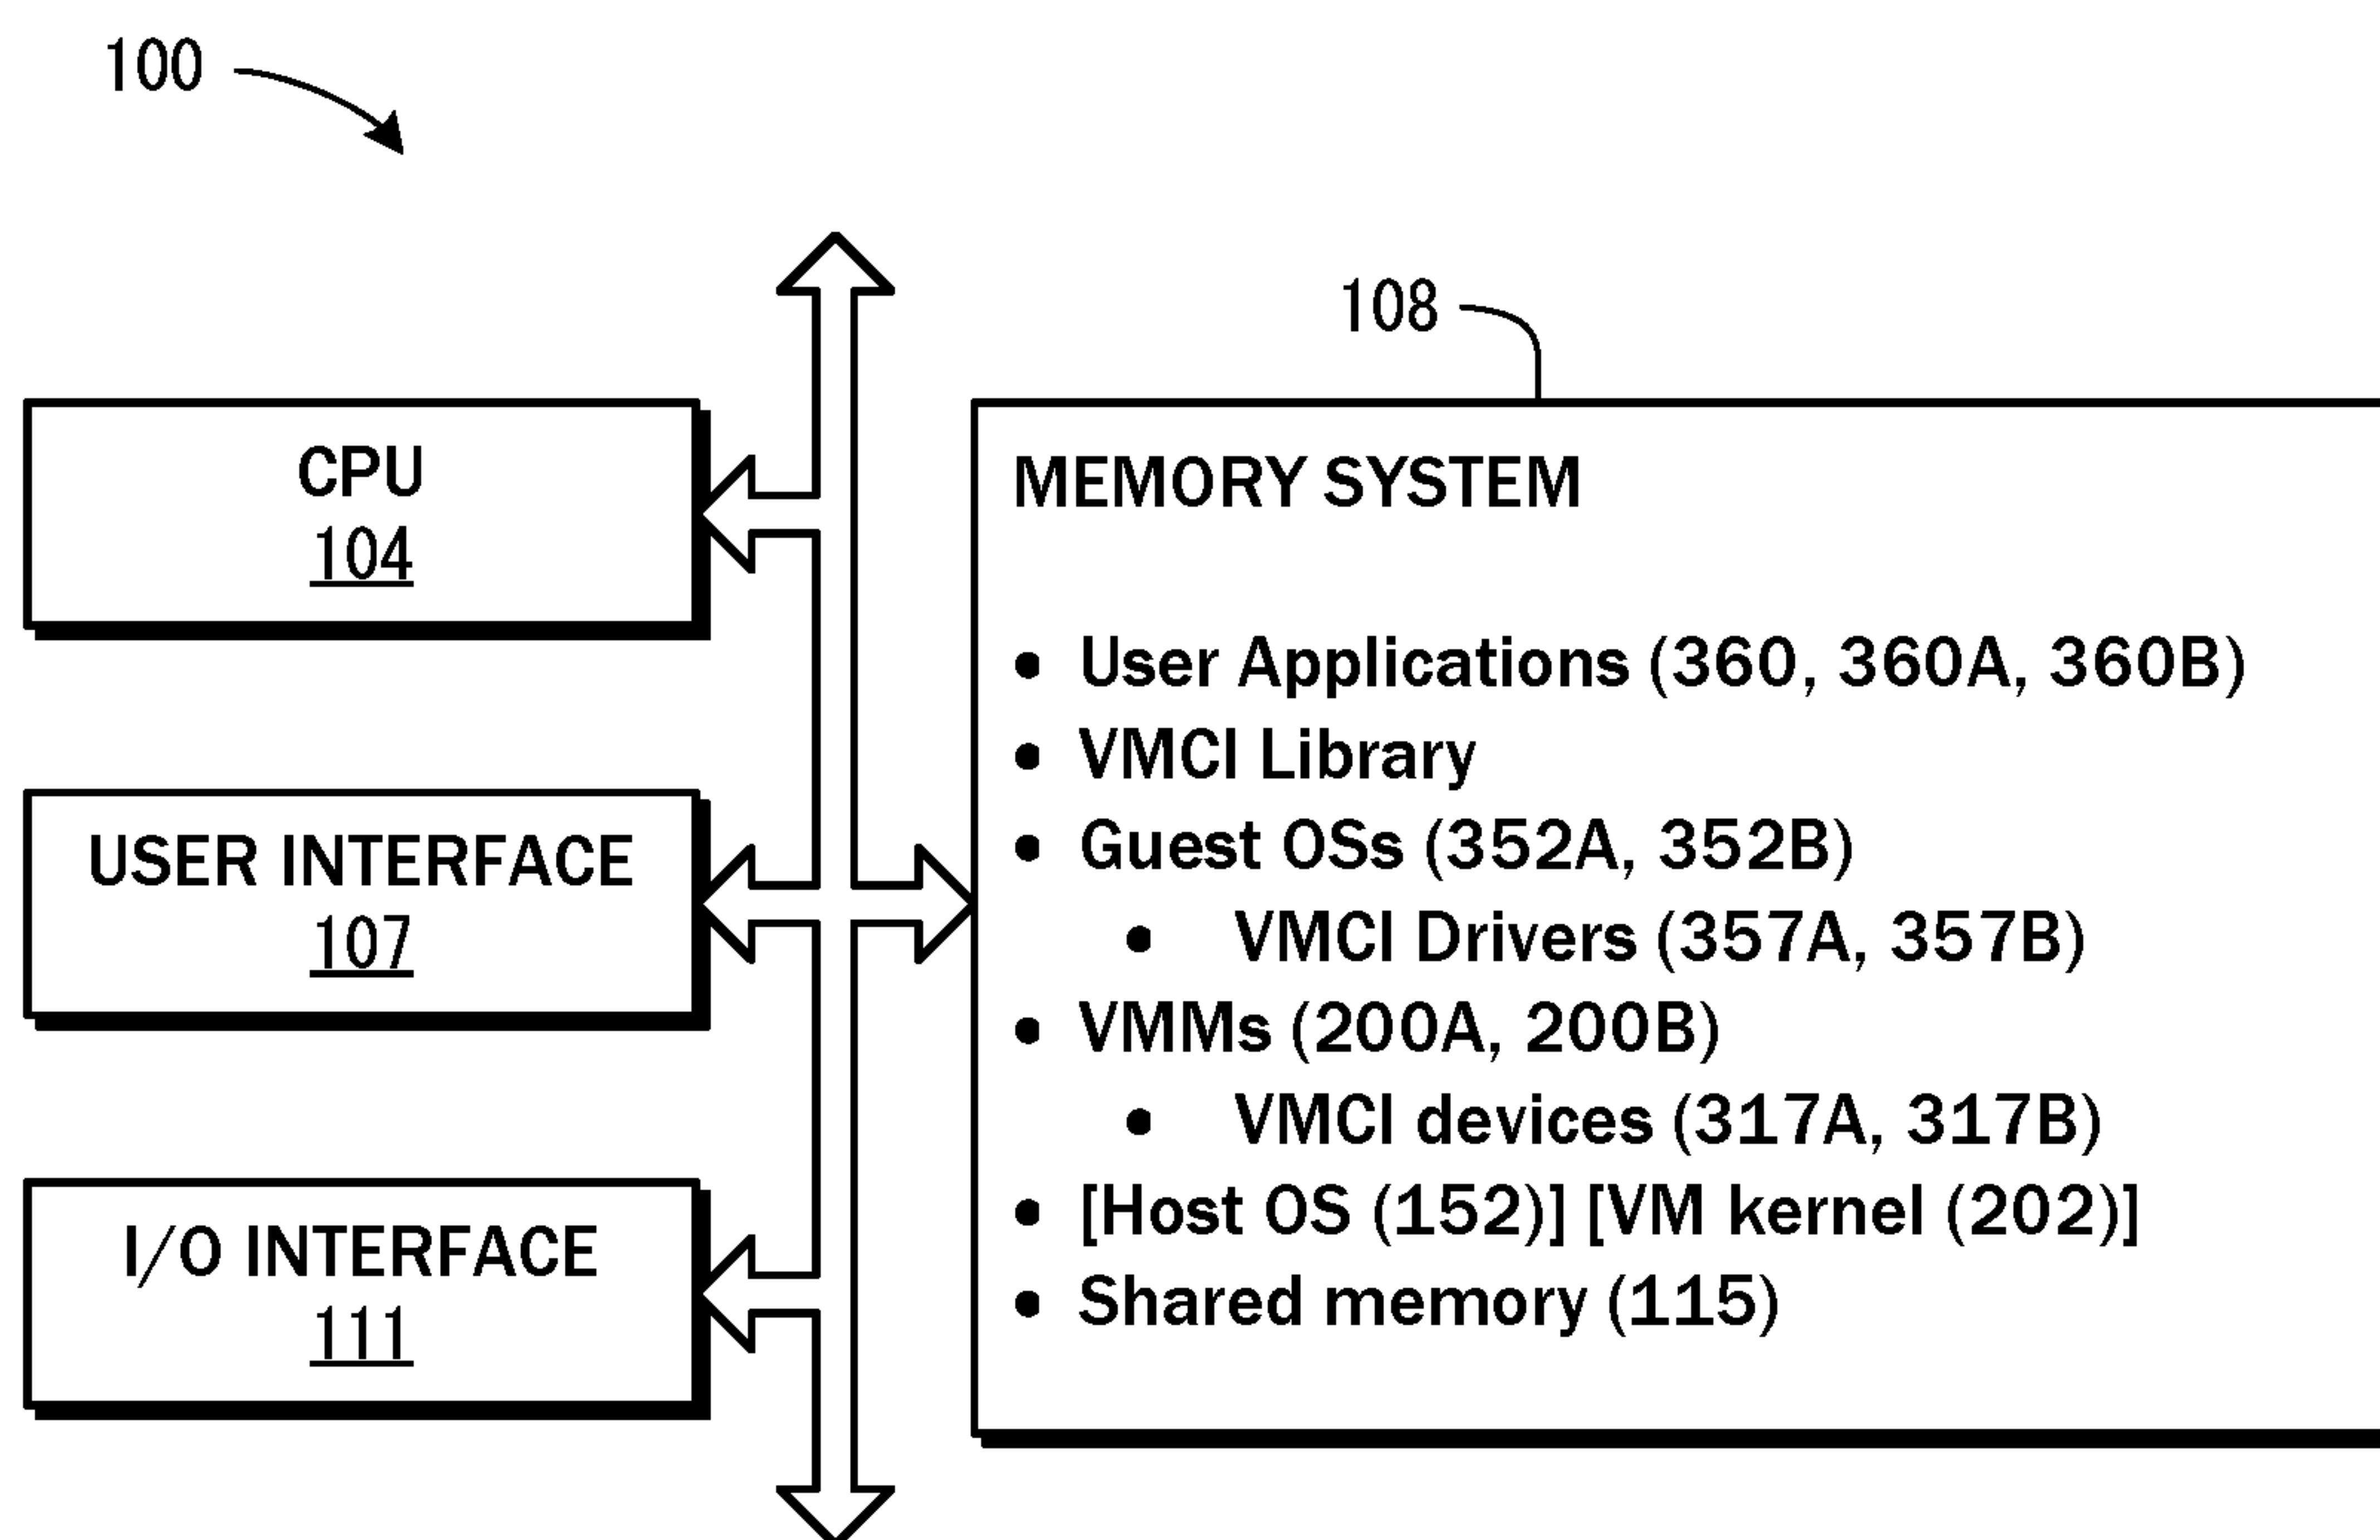 100
108
CPU
104
USER INTERFACE
107
I/O INTERFACE
111
MEMORY SYSTEM
• User Applications (360, 360A, 360B)
• VMCI Library
• Guest OSs (352A, 352B)
• VMCI Drivers (357A, 357B)
• VMMs (200A, 200B)
• VMCI devices (317A, 317B)
• [Host OS (152)] [VM kernel (202)]
• Shared memory (115)